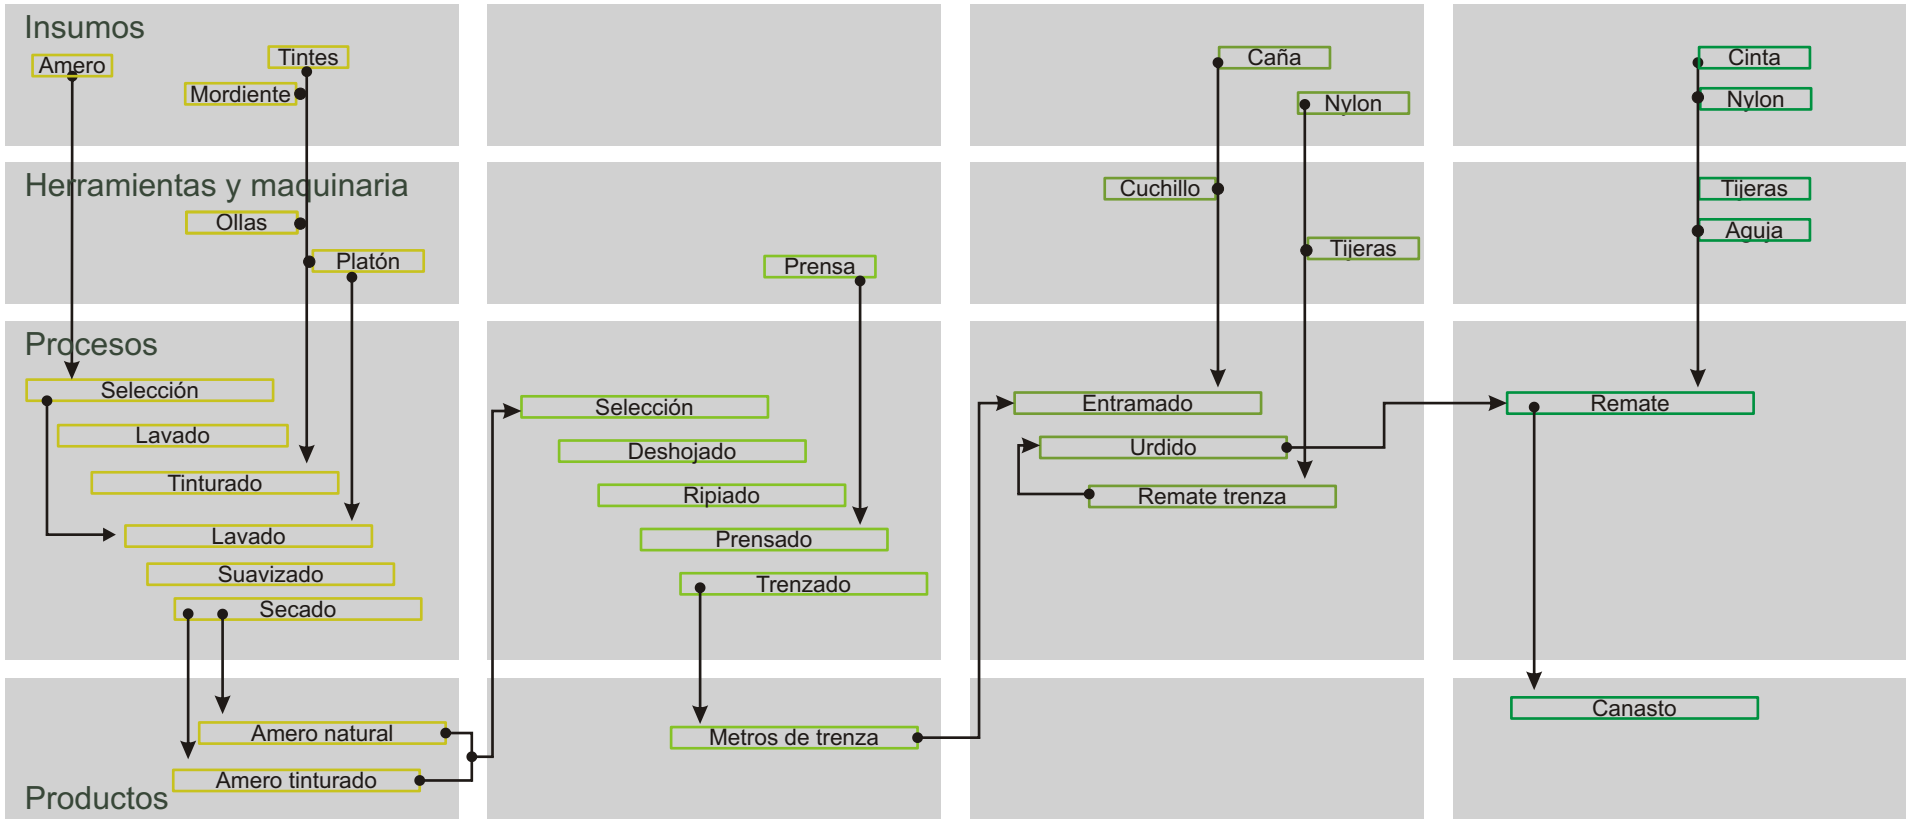 Insumos
Amero
Tintes
Mordiente
Caña
Nylon
Cinta
Nylon
Herramientas y maquinaria
Ollas
Platón
Prensa
Cuchillo
Tijeras
Tijeras
Aguja
Procesos
Selección
Lavado
Tinturado
Lavado
Suavizado
Secado
Selección
Deshojado
Ripiado
Prensado
Trenzado
Entramado
Urdido
Remate trenza
Remate
Amero natural
Amero tinturado
Productos
Metros de trenza
Canasto